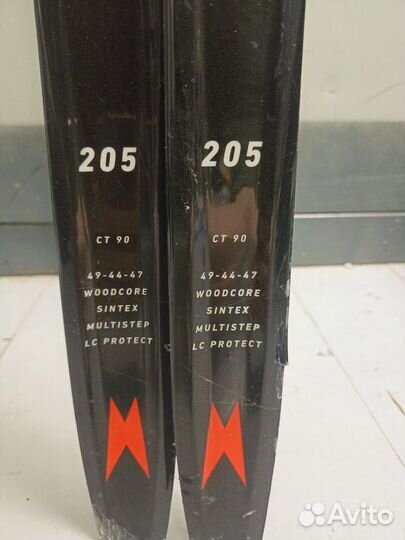 205
CT 90
49-44-47
WOODCORE
SINTEX
MULTISTEP
LC PROTECT
205
CT 90
49-44-47
WOODCORE
SINTEX
MULTISTEP
LC PROTECT
Avito